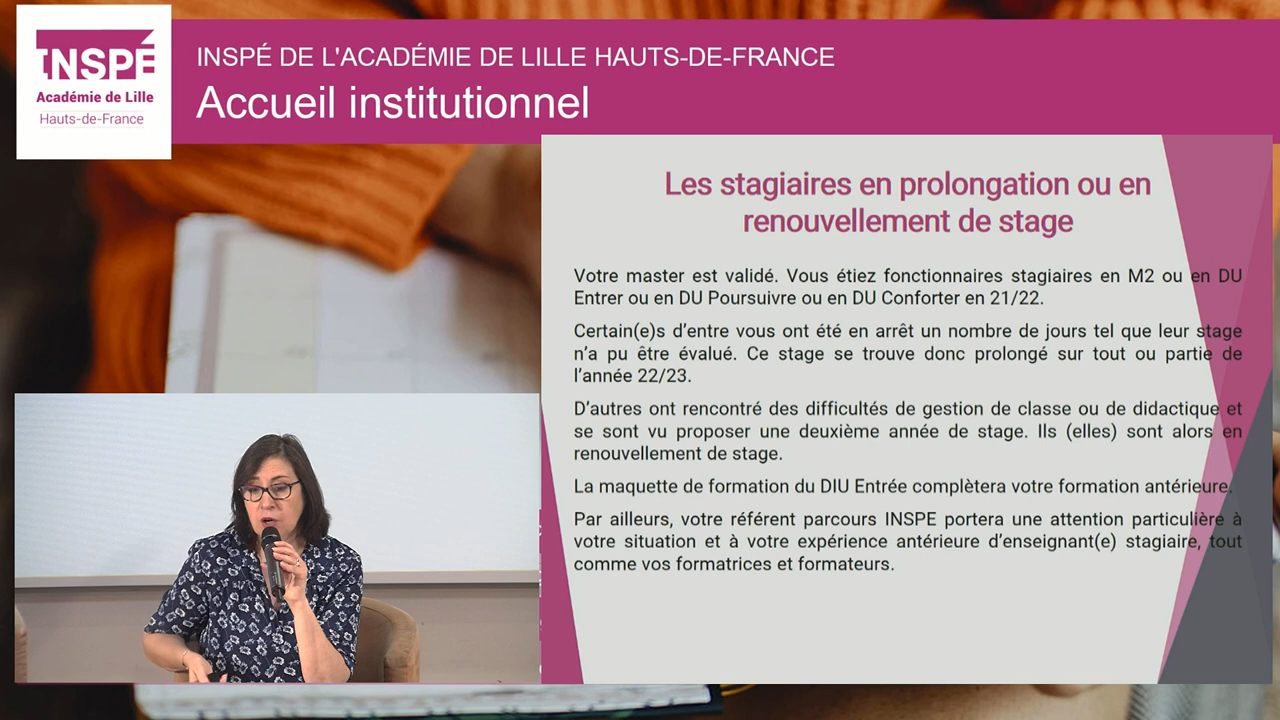 INSPÉ
Académie de Lille
Hauts-de-France
INSPÉ DE L'ACADÉMIE DE LILLE HAUTS-DE-FRANCE
Accueil institutionnel
Les stagiaires en prolongation ou en
renouvellement de stage
Votre master est validé. Vous étiez fonctionnaires stagiaires en M2 ou en DU
Entrer ou en DU Poursuivre ou en DU Conforter en 21/22.
Certain(e)s d’entre vous ont été en arrêt un nombre de jours tel que leur stage
n’a pu être évalué. Ce stage se trouve donc prolongé sur tout ou partie de
l’année 22/23.
D’autres ont rencontré des difficultés de gestion de classe ou de didactique et
se sont vu proposer une deuxième année de stage. Ils (elles) sont alors en
renouvellement de stage.
La maquette de formation du DIU Entrée complètera votre formation antérieure.
Par ailleurs, votre référent parcours INSPE portera une attention particulière à
votre situation et à votre expérience antérieure d’enseignant(e) stagiaire, tout
comme vos formatrices et formateurs.